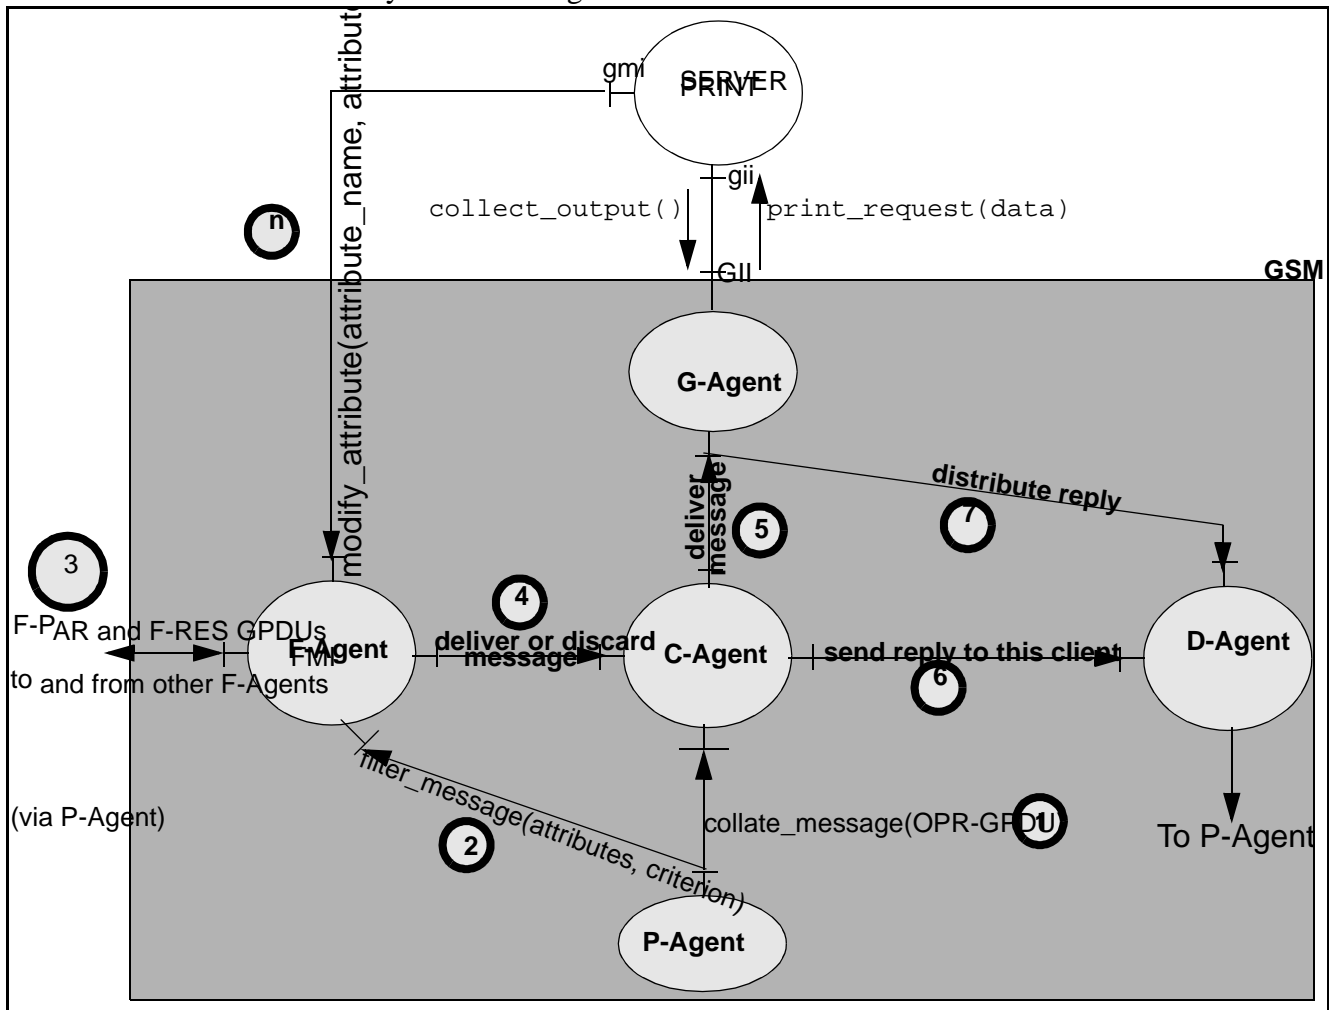 gmi
SERVER
PRINT
modify_attribute(attribute_name, attribut
gii
collect_output()
print_request(data)
n
GII
GSM
G-Agent
deliver
message
distribute reply
5
7
3
4
F-PAR and F-RES GPDUs
F-Agent
FMI
to and from other F-Agents
deliver or discard
message
C-Agent
send reply to this client
6
D-Agent
filter_message(attributes, criterion)
(via P-Agent)
2
collate_message(OPR-GPDU
1
To P-Agent
P-Agent